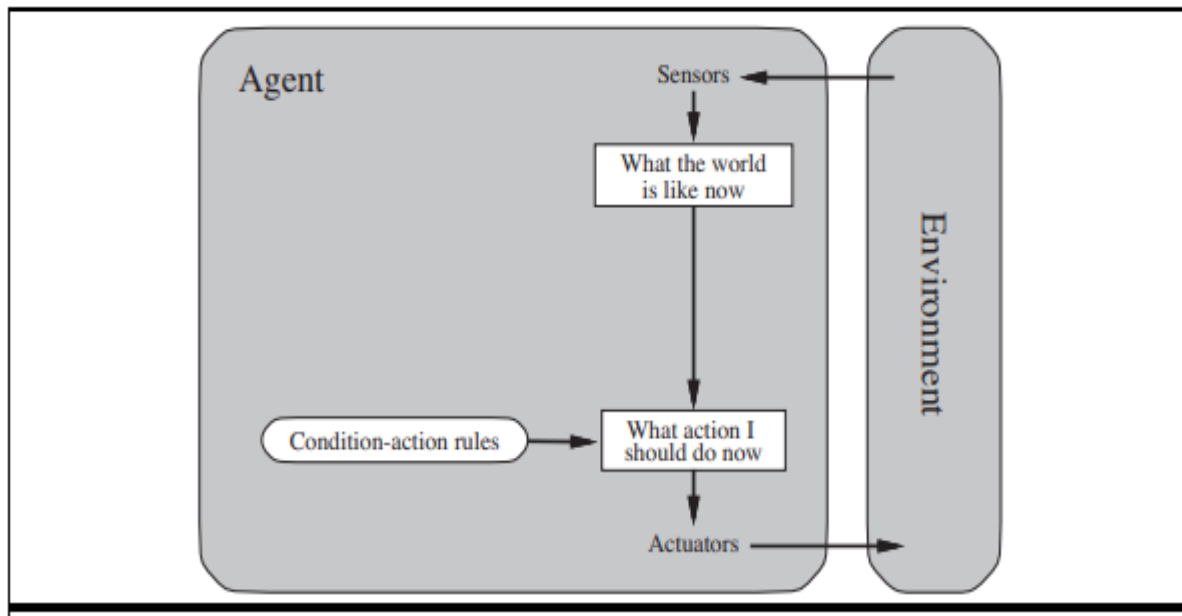 Agent
Sensors
What the world
is like now
Environment
Condition-action rules
What action I
should do now
Actuators